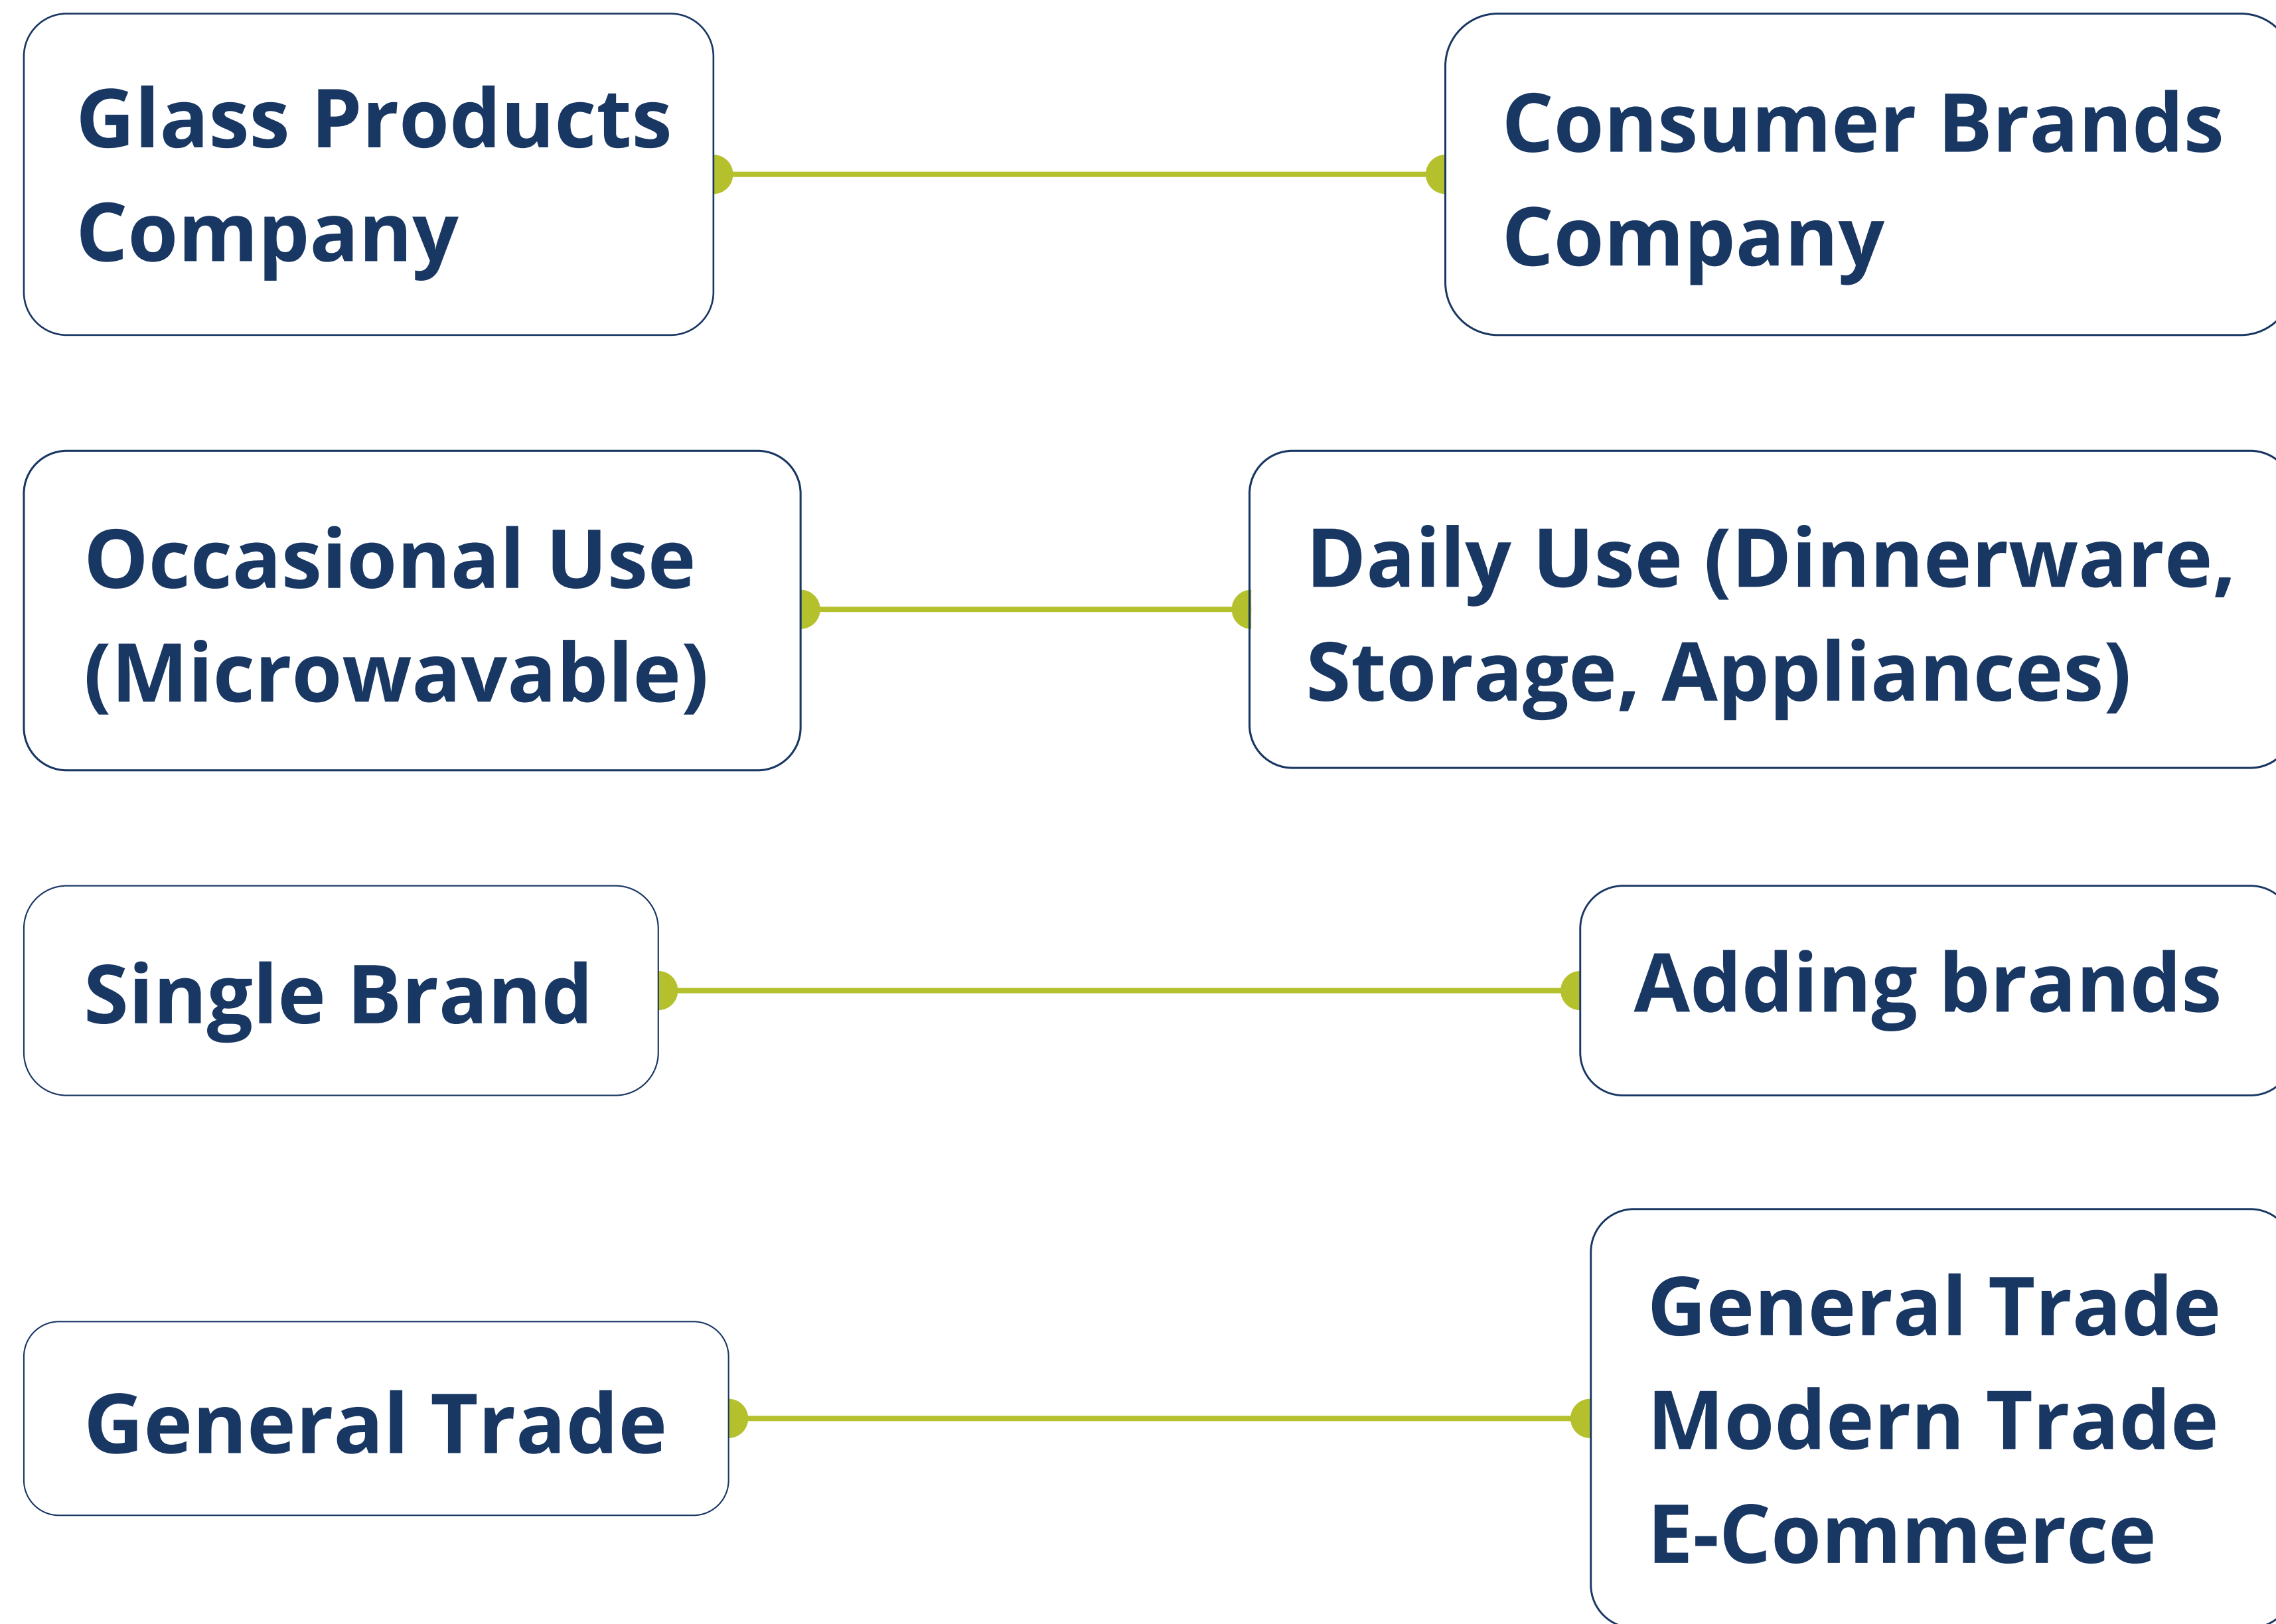 Glass Products
Company
Consumer Brands
Company
Occasional Use
(Microwavable)
Daily Use (Dinnerware,
Storage, Appliances)
Single Brand
Adding brands
General Trade
General Trade
Modern Trade
E-Commerce